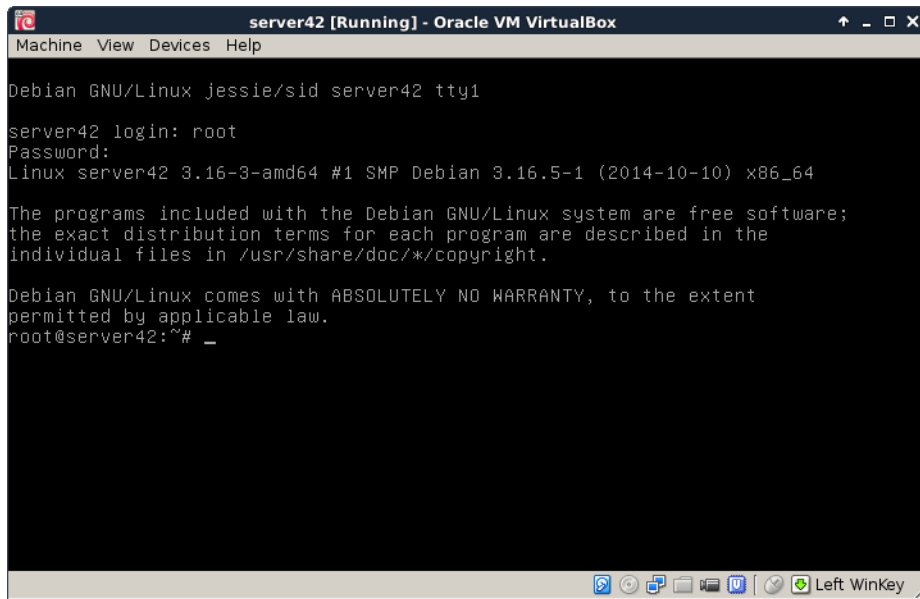 server42 [Running] - Oracle VM VirtualBox
Machine View Devices Help
Debian GNU/Linux jessie/sid server42 tty1
server42 login: root
Password:
Linux server42 3.16-3-amd64 #1 SMP Debian 3.16.5-1 (2014-10-10) x86_64
The programs included with the Debian GNU/Linux system are free software;
the exact distribution terms for each program are described in the
individual files in /usr/share/doc/*/copyright.
Debian GNU/Linux comes with ABSOLUTELY NO WARRANTY, to the extent
permitted by applicable law.
root@server42:~# _
Left WinKey